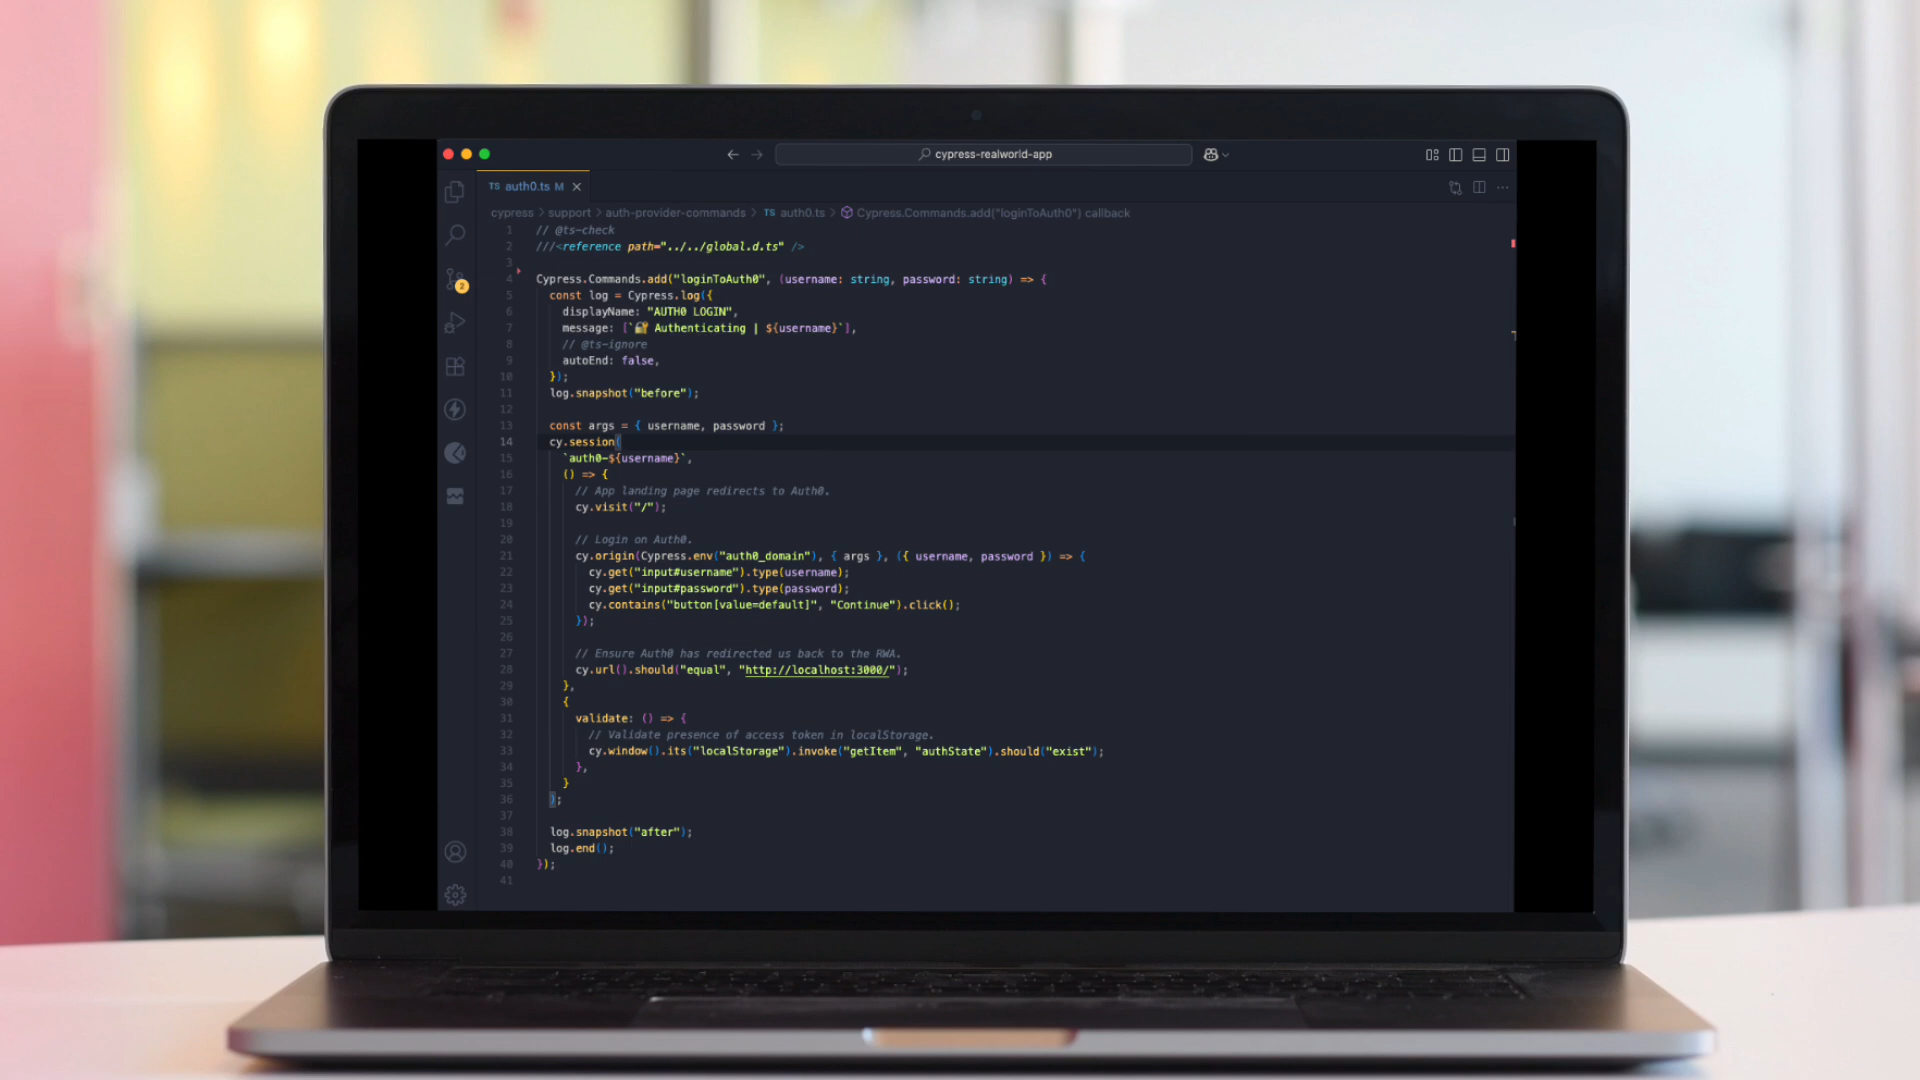 cypress-realworld-app
TS auth0.ts M
cypress > support > auth-provider-commands > TS auth0.ts > Cypress.Commands.add("loginToAuth0") callback
1 // @ts-check
2 ///<reference path="../../global.d.ts" />
3
4 Cypress.Commands.add("loginToAuth0", (username: string, password: string) => {
5 const log = Cypress.log({
6 displayName: "AUTH0 LOGIN",
7 message: [`🔐 Authenticating | ${username}`],
8 // @ts-ignore
9 autoEnd: false,
10 });
11 log.snapshot("before");
12
13 const args = { username, password };
14 cy.session(
15 `auth0-${username}`,
16 () => {
17 // App landing page redirects to Auth0.
18 cy.visit("/");
19
20 // Login on Auth0.
21 cy.origin(Cypress.env("auth0_domain"), { args }, ({ username, password }) => {
22 cy.get("input#username").type(username);
23 cy.get("input#password").type(password);
24 cy.contains("button[value=default]", "Continue").click();
25 });
26
27 // Ensure Auth0 has redirected us back to the RWA.
28 cy.url().should("equal", "http://localhost:3000/");
29 },
30 {
31 validate: () => {
32 // Validate presence of access token in localStorage.
33 cy.window().its("localStorage").invoke("getItem", "authState").should("exist");
34 },
35 }
36 );
37
38 log.snapshot("after");
39 log.end();
40 });
41
2